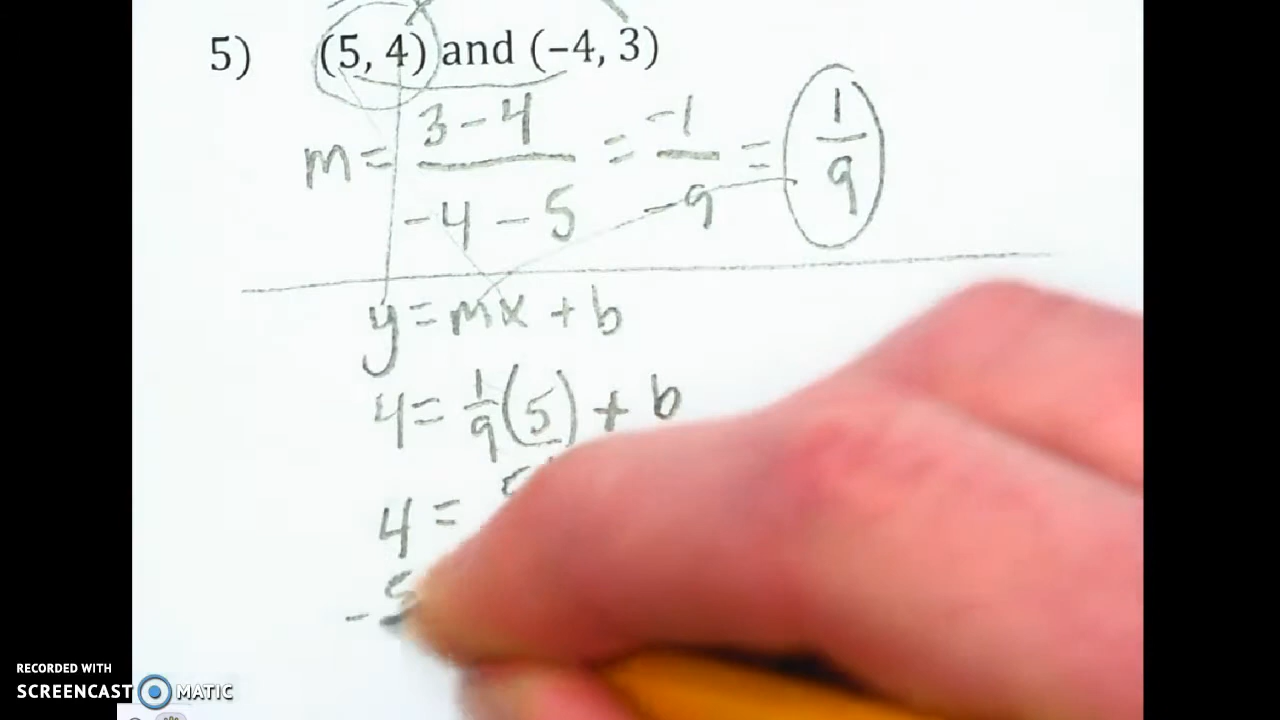 5) (5, 4) and (−4, 3)
m = 3 - 4 / -4 - 5 = -1 / -9 = 1 / 9
y = mx + b
4 = 1/9 (5) + b
4 =
- 5
RECORDED WITH
SCREENCAST MATIC